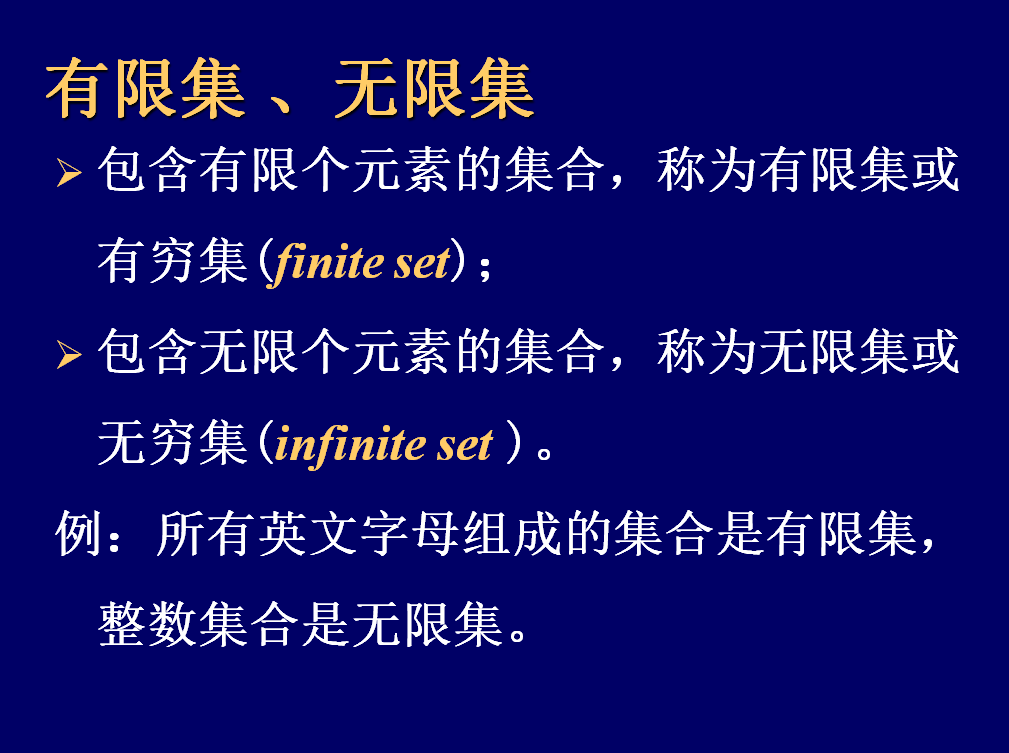 有限集 、无限集
➢ 包含有限个元素的集合，称为有限集或
有穷集(finite set)；
➢ 包含无限个元素的集合，称为无限集或
无穷集(infinite set )。
例：所有英文字母组成的集合是有限集，
整数集合是无限集。